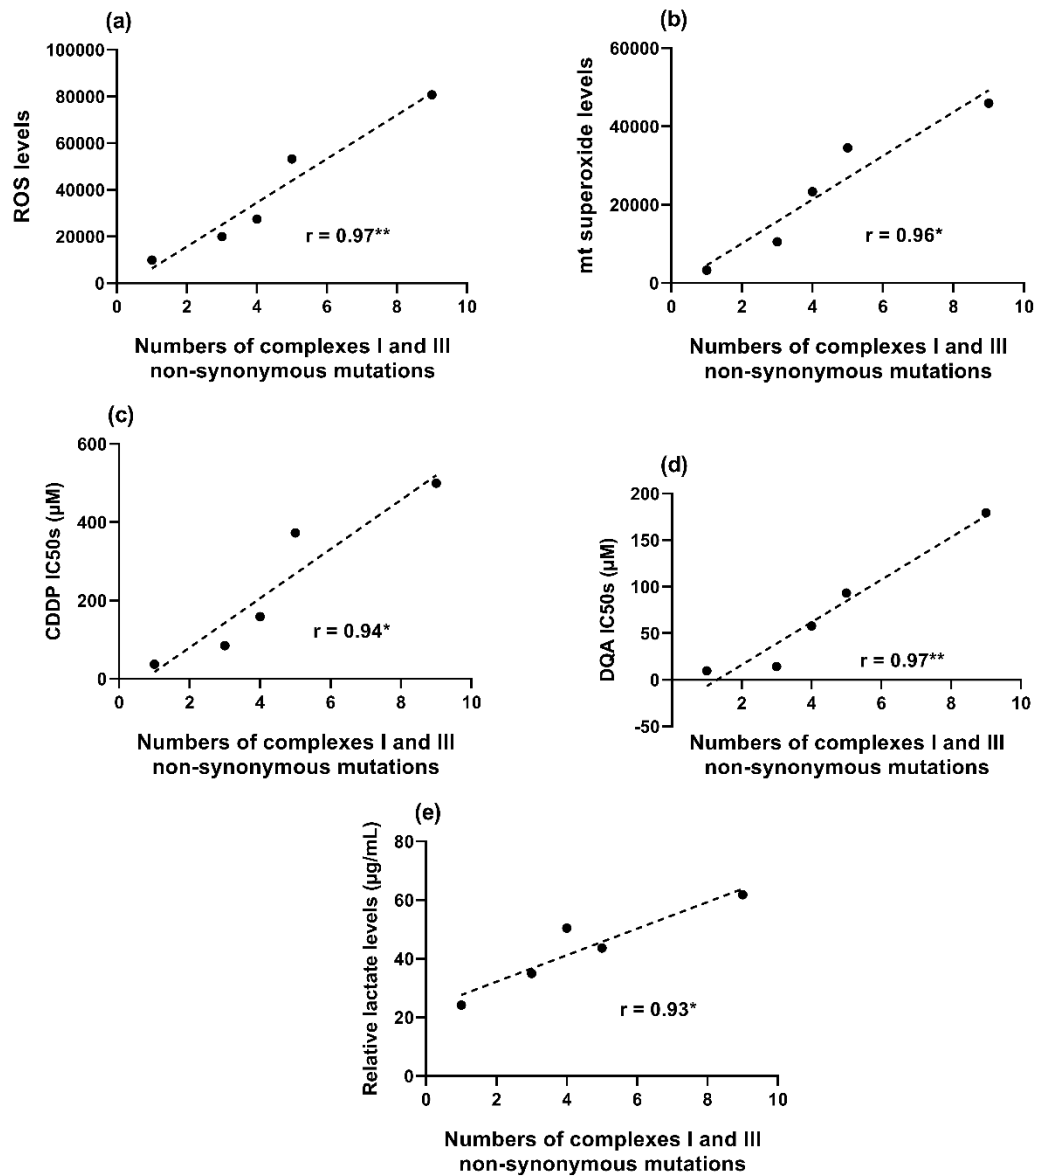 (a)
ROS levels
100000
80000
60000
40000
20000
0
r = 0.97**
0 2 4 6 8 10
Numbers of complexes I and III
non-synonymous mutations
(b)
mt superoxide levels
60000
40000
20000
0
r = 0.96*
0 2 4 6 8 10
Numbers of complexes I and III
non-synonymous mutations
(c)
CDDP IC50s (µM)
600
400
200
0
r = 0.94*
0 2 4 6 8 10
Numbers of complexes I and III
non-synonymous mutations
(d)
DQA IC50s (µM)
200
150
100
50
0
-50
r = 0.97**
2 4 6 8 10
Numbers of complexes I and III
non-synonymous mutations
(e)
Relative lactate levels (µg/mL)
80
60
40
20
0
r = 0.93*
0 2 4 6 8 10
Numbers of complexes I and III
non-synonymous mutations